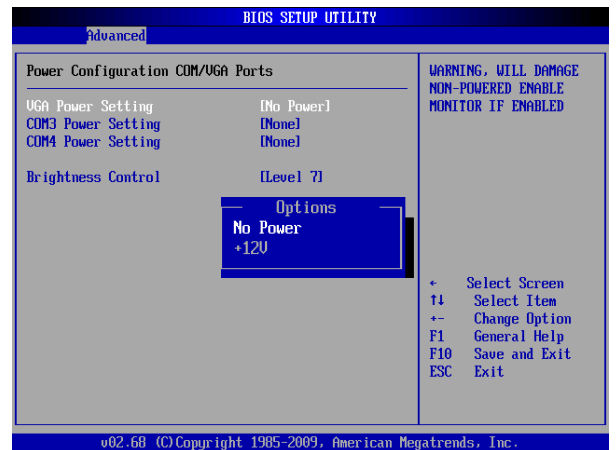 BIOS SETUP UTILITY
Advanced
Power Configuration COM/VGA Ports
VGA Power Setting [No Power]
COM3 Power Setting [None]
COM4 Power Setting [None]
Brightness Control [Level 7]
Options
No Power
+12V
WARNING, WILL DAMAGE
NON-POWERED ENABLE
MONITOR IF ENABLED
← Select Screen
↑↓ Select Item
+- Change Option
F1 General Help
F10 Save and Exit
ESC Exit
v02.68 (C)Copyright 1985-2009, American Megatrends, Inc.